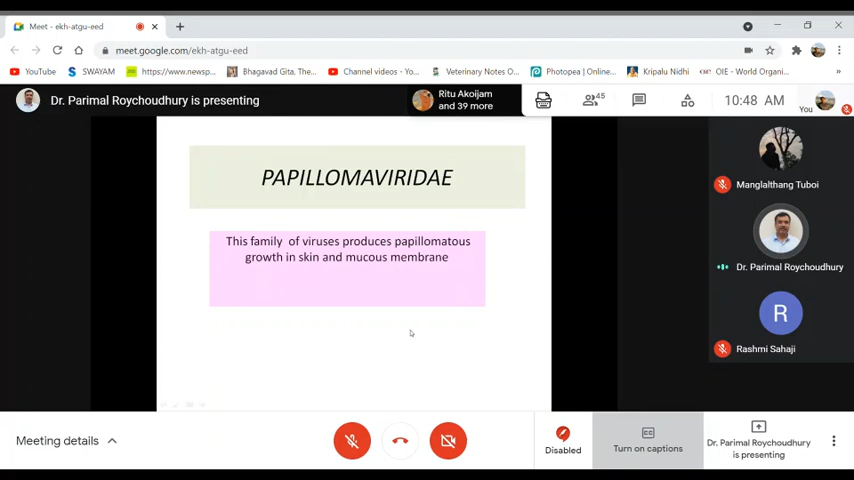 Meet - ekh-atgu-eed
meet.google.com/ekh-atgu-eed
YouTube
SWAYAM
https://www.newsp...
Bhagavad Gita, The...
Channel videos - Yo...
Veterinary Notes O...
Photopea | Online...
Kripalu Nidhi
OIE - World Organi...
»
Dr. Parimal Roychoudhury is presenting
Ritu Akoijam
and 39 more
45
10:48 AM
You
PAPILLOMAVIRIDAE
This family of viruses produces papillomatous
growth in skin and mucous membrane
Manglalthang Tuboi
Dr. Parimal Roychoudhury
R
Rashmi Sahaji
Meeting details
Disabled
CC
Turn on captions
Dr. Parimal Roychoudhury
is presenting